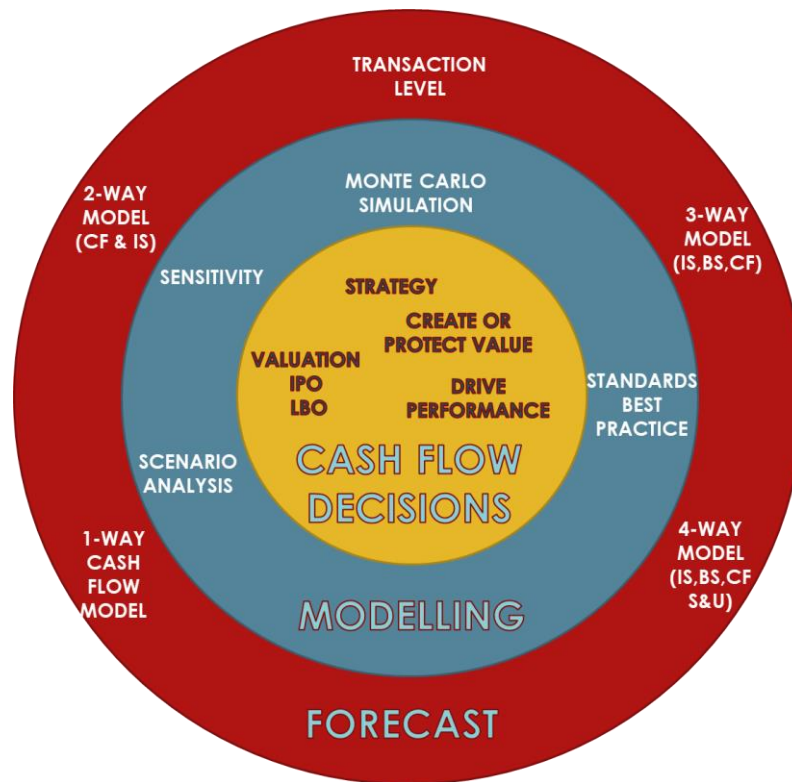 TRANSACTION
LEVEL
2-WAY
MODEL
(CF & IS)
3-WAY
MODEL
(IS,BS,CF)
MONTE CARLO
SIMULATION
SENSITIVITY
STRATEGY
CREATE OR
PROTECT VALUE
VALUATION
IPO
LBO
DRIVE
PERFORMANCE
STANDARDS
BEST
PRACTICE
SCENARIO
ANALYSIS
CASH FLOW
DECISIONS
1-WAY
CASH
FLOW
MODEL
4-WAY
MODEL
(IS,BS,CF
S&U)
MODELLING
FORECAST